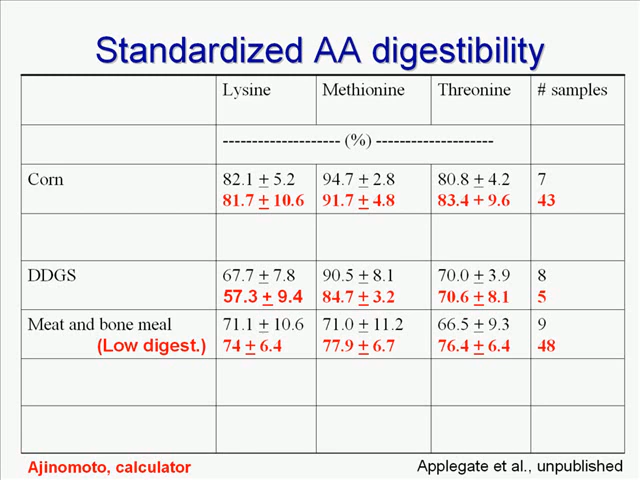 Standardized AA digestibility
Lysine Methionine Threonine # samples
-------------------- (%) --------------------
Corn 82.1 ± 5.2 94.7 ± 2.8 80.8 ± 4.2 7
81.7 ± 10.6 91.7 ± 4.8 83.4 + 9.6 43
DDGS 67.7 ± 7.8 90.5 ± 8.1 70.0 ± 3.9 8
57.3 ± 9.4 84.7 ± 3.2 70.6 ± 8.1 5
Meat and bone meal 71.1 ± 10.6 71.0 ± 11.2 66.5 ± 9.3 9
(Low digest.) 74 ± 6.4 77.9 ± 6.7 76.4 ± 6.4 48
Ajinomoto, calculator Applegate et al., unpublished